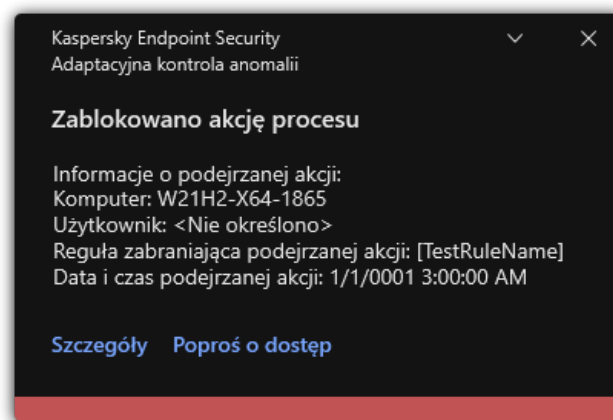 Kaspersky Endpoint Security
Adaptacyjna kontrola anomalii
Zablokowano akcję procesu
Informacje o podejrzanej akcji:
Komputer: W21H2-X64-1865
Użytkownik: <Nie określono>
Reguła zabraniająca podejrzanej akcji: [TestRuleName]
Data i czas podejrzanej akcji: 1/1/0001 3:00:00 AM
Szczegóły Poproś o dostęp